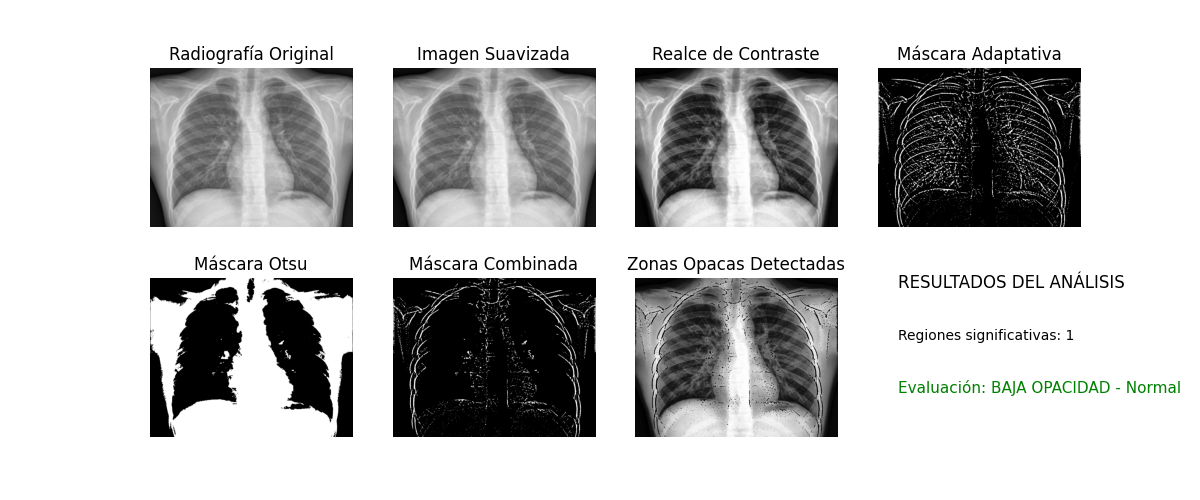 Radiografía Original
Imagen Suavizada
Realce de Contraste
Máscara Adaptativa
Máscara Otsu
Máscara Combinada
Zonas Opacas Detectadas
RESULTADOS DEL ANÁLISIS
Regiones significativas: 1
Evaluación: BAJA OPACIDAD - Normal